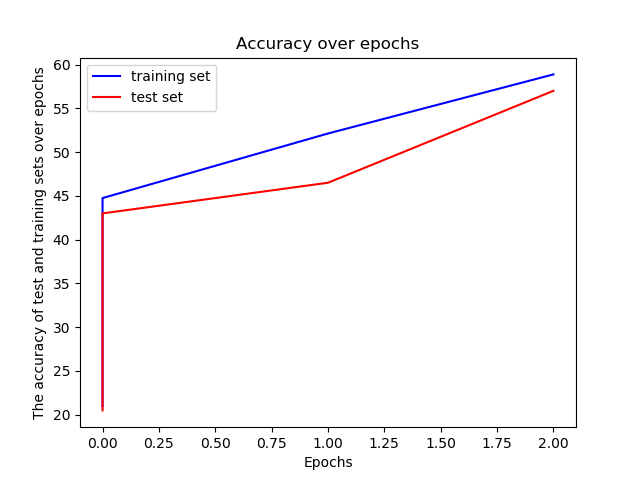 Accuracy over epochs
training set
test set
The accuracy of test and training sets over epochs
60
55
50
45
40
35
30
25
20
0.00 0.25 0.50 0.75 1.00 1.25 1.50 1.75 2.00
Epochs